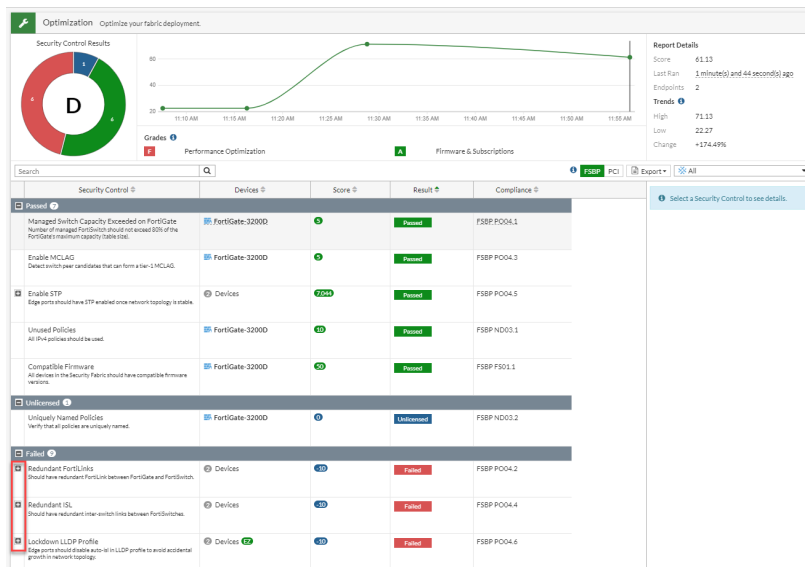 Optimization Optimize your fabric deployment.
Security Control Results
D
1
6
6
60
40
20
11:10 AM 11:15 AM 11:20 AM 11:25 AM 11:30 AM 11:35 AM 11:40 AM 11:45 AM 11:50 AM 11:55 AM
Grades
F Performance Optimization A Firmware & Subscriptions
Report Details
Score 61.13
Last Ran 1 minute(s) and 44 second(s) ago
Endpoints 2
Trends
High 71.13
Low 22.27
Change +174.49%
Search FSBP PCI Export All
Security Control Devices Score Result Compliance
Select a Security Control to see details.
Passed
Managed Switch Capacity Exceeded on FortiGate FortiGate-3200D 5 Passed FSBP PO04.1
Number of managed FortiSwitch should not exceed 80% of the
FortiGate's maximum capacity (table size).
Enable MCLAG FortiGate-3200D 5 Passed FSBP PO04.3
Detect switch peer candidates that can form a tier-1 MCLAG.
Enable STP 2 Devices 7.044 Passed FSBP PO04.5
Edge ports should have STP enabled once network topology is stable.
Unused Policies FortiGate-3200D 10 Passed FSBP ND03.1
All IPv4 policies should be used.
Compatible Firmware FortiGate-3200D 50 Passed FSBP FS01.1
All devices in the Security Fabric should have compatible firmware
versions.
Unlicensed 1
Uniquely Named Policies FortiGate-3200D 0 Unlicensed FSBP ND03.2
Verify that all policies are uniquely named.
Failed
Redundant FortiLinks 2 Devices -10 Failed FSBP PO04.2
Should have redundant FortiLink between FortiGate and FortiSwitch.
Redundant ISL 2 Devices -10 Failed FSBP PO04.4
Should have redundant inter-switch links between FortiSwitches.
Lockdown LLDP Profile 2 Devices EZ -10 Failed FSBP PO04.6
Edge ports should disable auto-isl in LLDP profile to avoid accidental
growth in network topology.